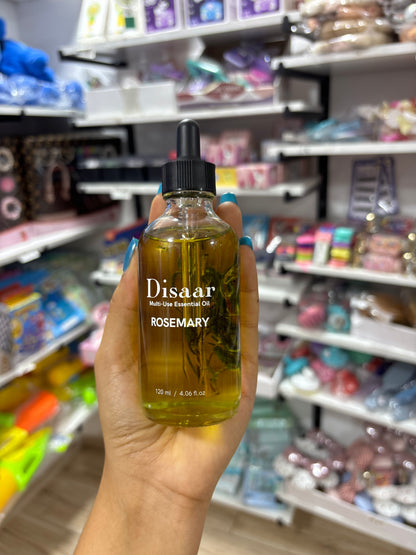 Disaar
Multi-Use Essential Oil
ROSEMARY
120 ml / 4.06 fl.oz